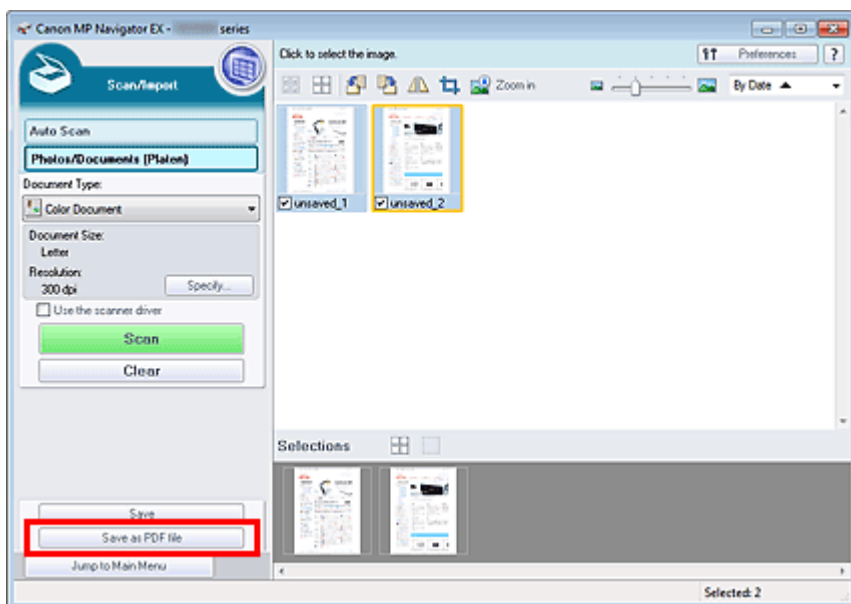 Canon MP Navigator EX - series
Scan/Import
Auto Scan
Photos/Documents (Platen)
Document Type:
Color Document
Document Size:
Letter
Resolution:
300 dpi
Specify...
Use the scanner driver
Scan
Clear
Save
Save as PDF file
Jump to Main Menu
Click to select the image.
Preferences
?
Zoom in
By Date
unsaved_1
unsaved_2
Selections
Selected: 2